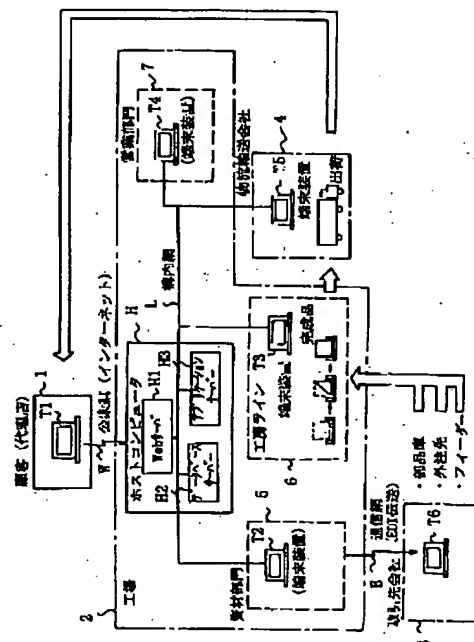 顧客(代理店)
1
T1
W 公衆網(インターネット)
2
工場
ホストコンピュータ
H
H1
Webサーバ
H2
データベース
サーバー
H3
アプリケーション
サーバー
L 構内網
営業部門
7
T4
(端末装置)
物流輸送会社
4
T5
端末装置
出荷
工場ライン
T3
端末装置
完成品
6
資材部門
5
T2
(端末装置)
E
通信網
(EDI伝送)
取引先会社
T6
・部品庫
・外注先
・フィーダー